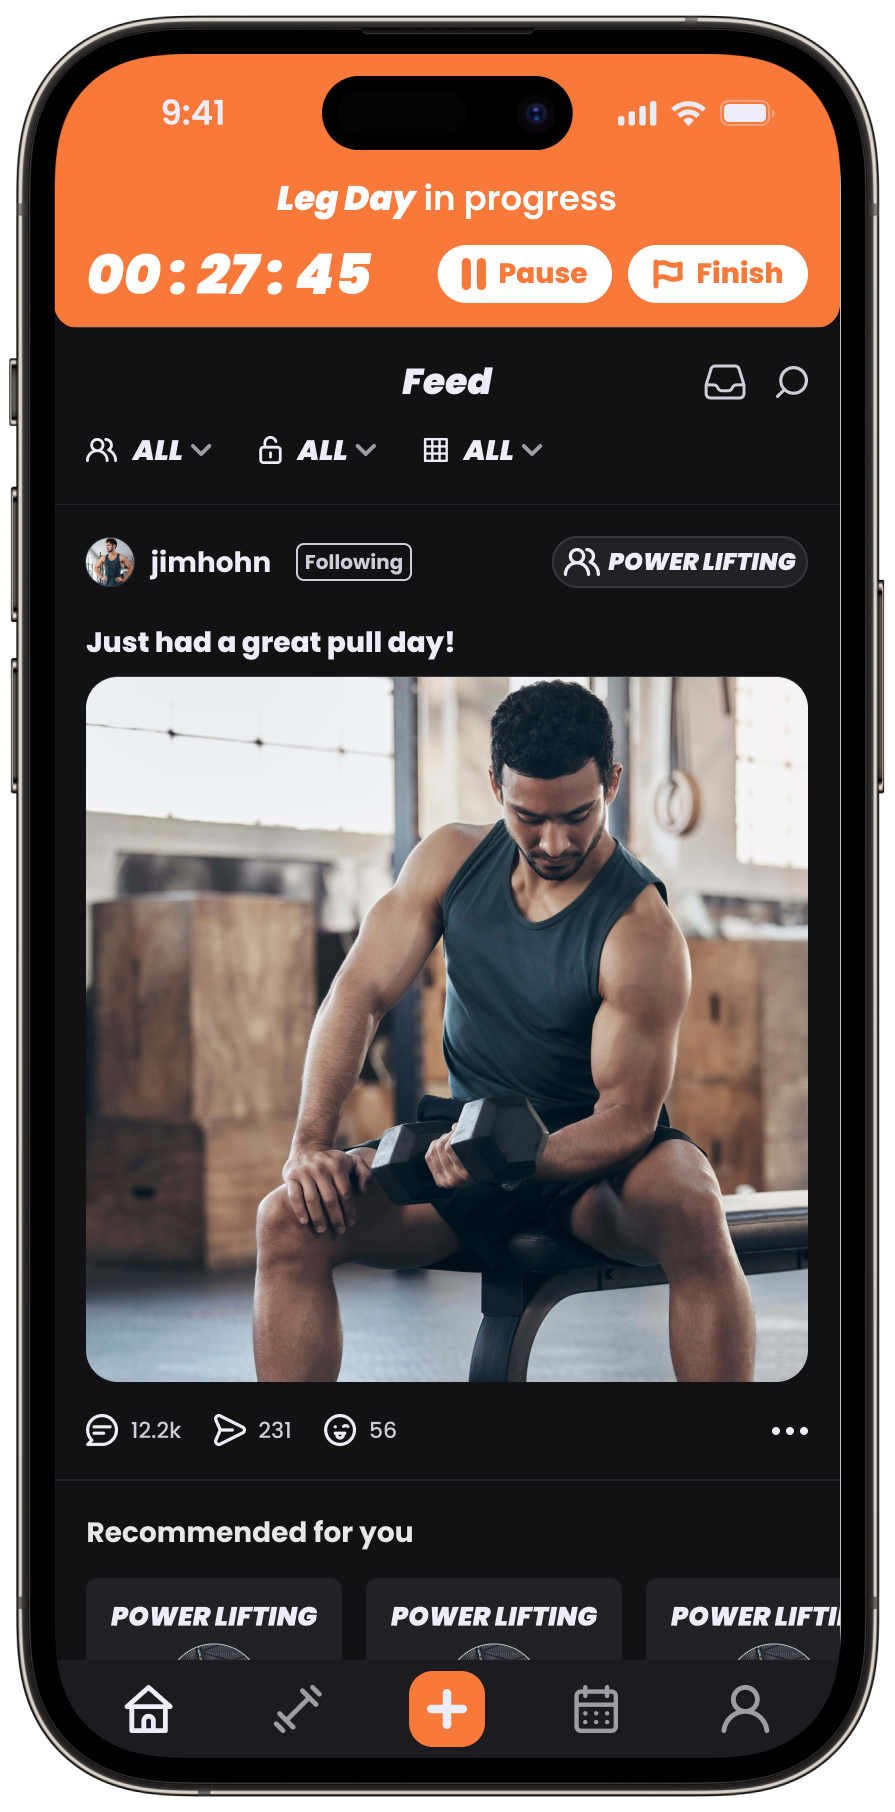 9:41
Leg Day in progress
00:27:45
Pause
Finish
Feed
ALL
ALL
ALL
jimhohn
Following
POWER LIFTING
Just had a great pull day!
12.2k
231
56
Recommended for you
POWER LIFTING
POWER LIFTING
POWER LIFTI